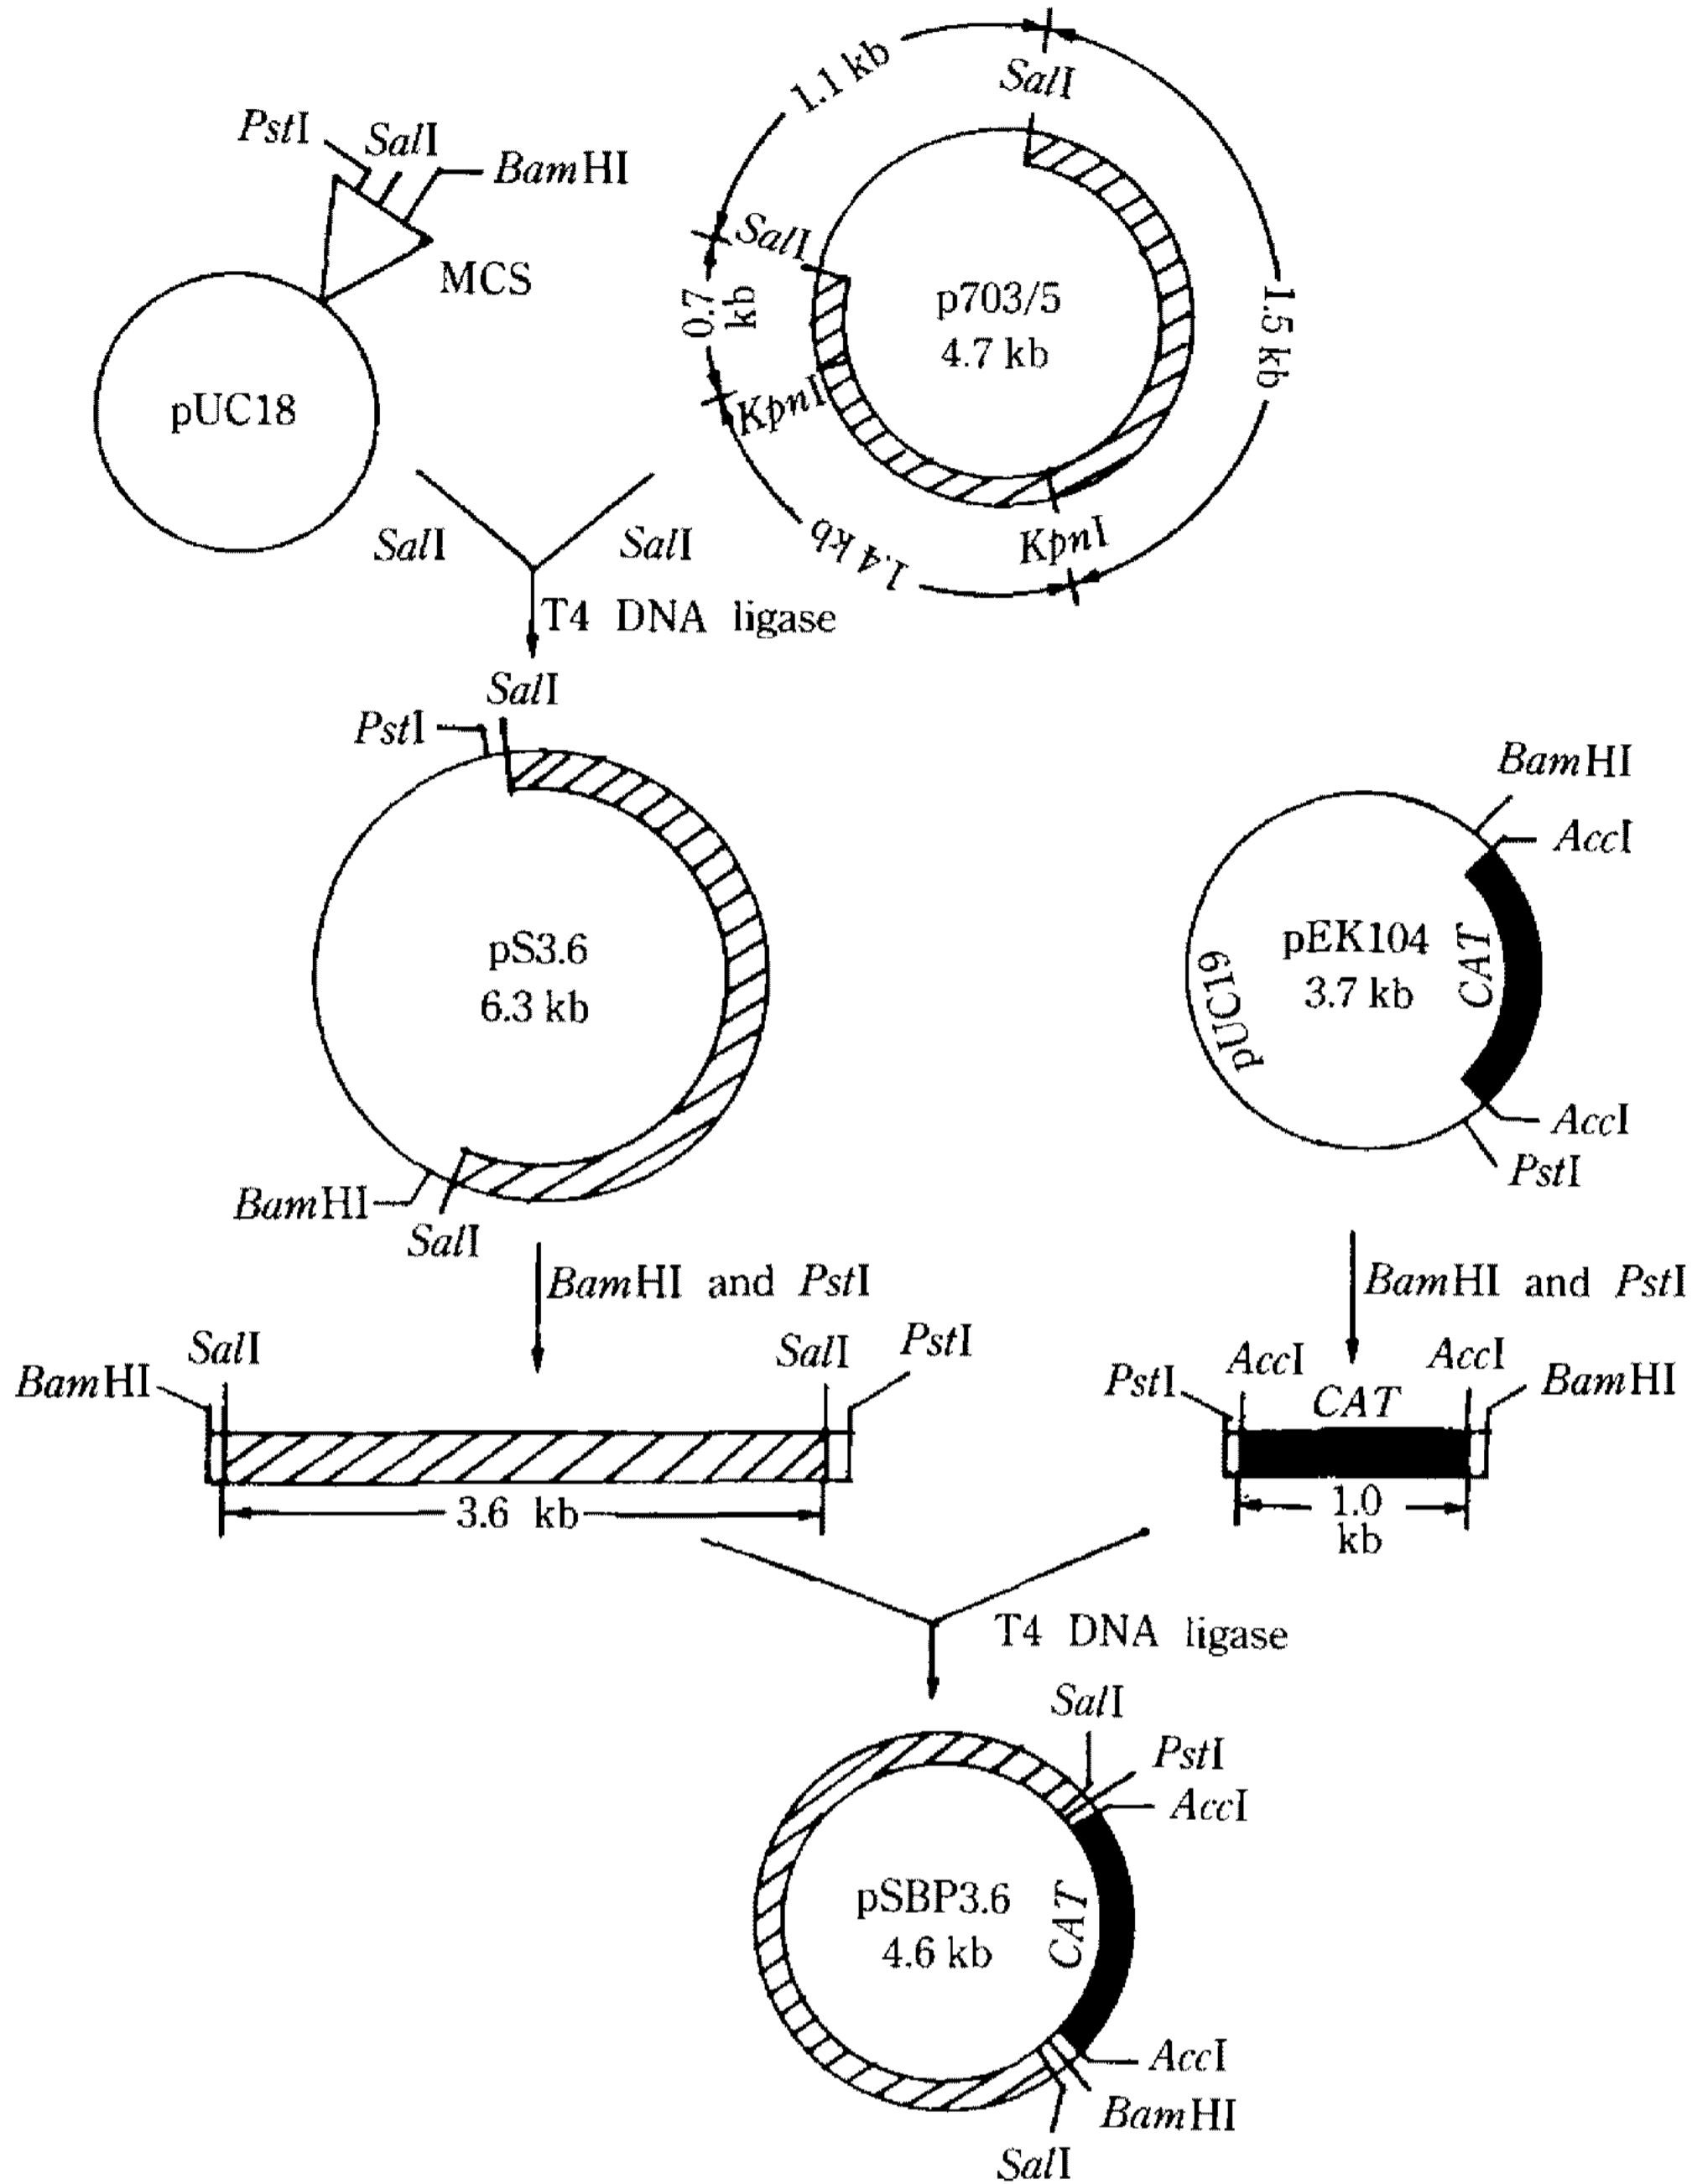 PstI
SalI
BamHI
MCS
pUC18
1.1 kb
SalI
SalI
0.7
kb
p703/5
4.7 kb
1.5 kb
KpnI
KpnI
1.4 kb
SalI
SalI
T4 DNA ligase
SalI
PstI
pS3.6
6.3 kb
BamHI
SalI
BamHI
AccI
pEK104
3.7 kb
CAT
pUC19
AccI
PstI
BamHI and PstI
BamHI and PstI
BamHI
SalI
SalI
PstI
3.6 kb
PstI
AccI
CAT
AccI
BamHI
1.0
kb
T4 DNA ligase
SalI
PstI
AccI
pSBP3.6
4.6 kb
CAT
AccI
BamHI
SalI